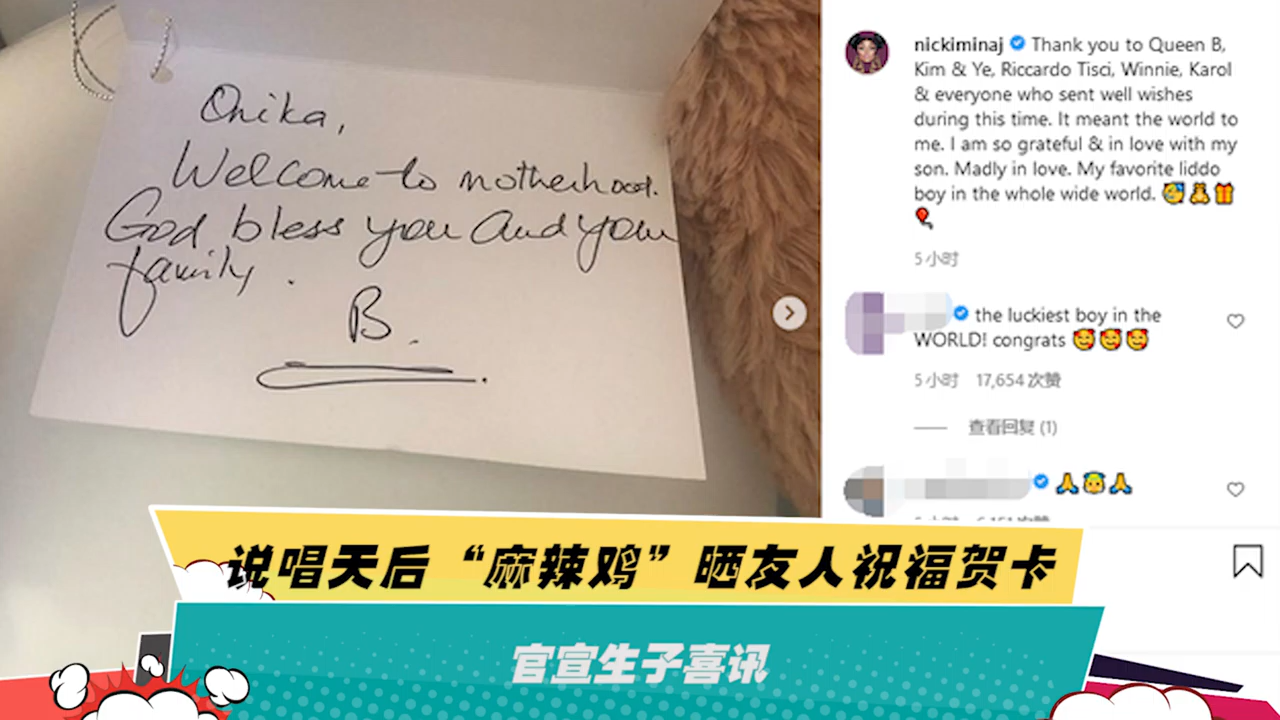 Onika,
Welcome to motherhood.
God bless you and your
family.
B.
nickiminaj Thank you to Queen B,
Kim & Ye, Riccardo Tisci, Winnie, Karol
& everyone who sent well wishes
during this time. It meant the world to
me. I am so grateful & in love with my
son. Madly in love. My favorite liddo
boy in the whole wide world. 🥳🧸🎁
🎈
5 小时
the luckiest boy in the
WORLD! congrats 🥰🥰🥰
5 小时 17,654 次赞
查看回复 (1)
🙏😇🙏
说唱天后“麻辣鸡”晒友人祝福贺卡
官宣生子喜讯